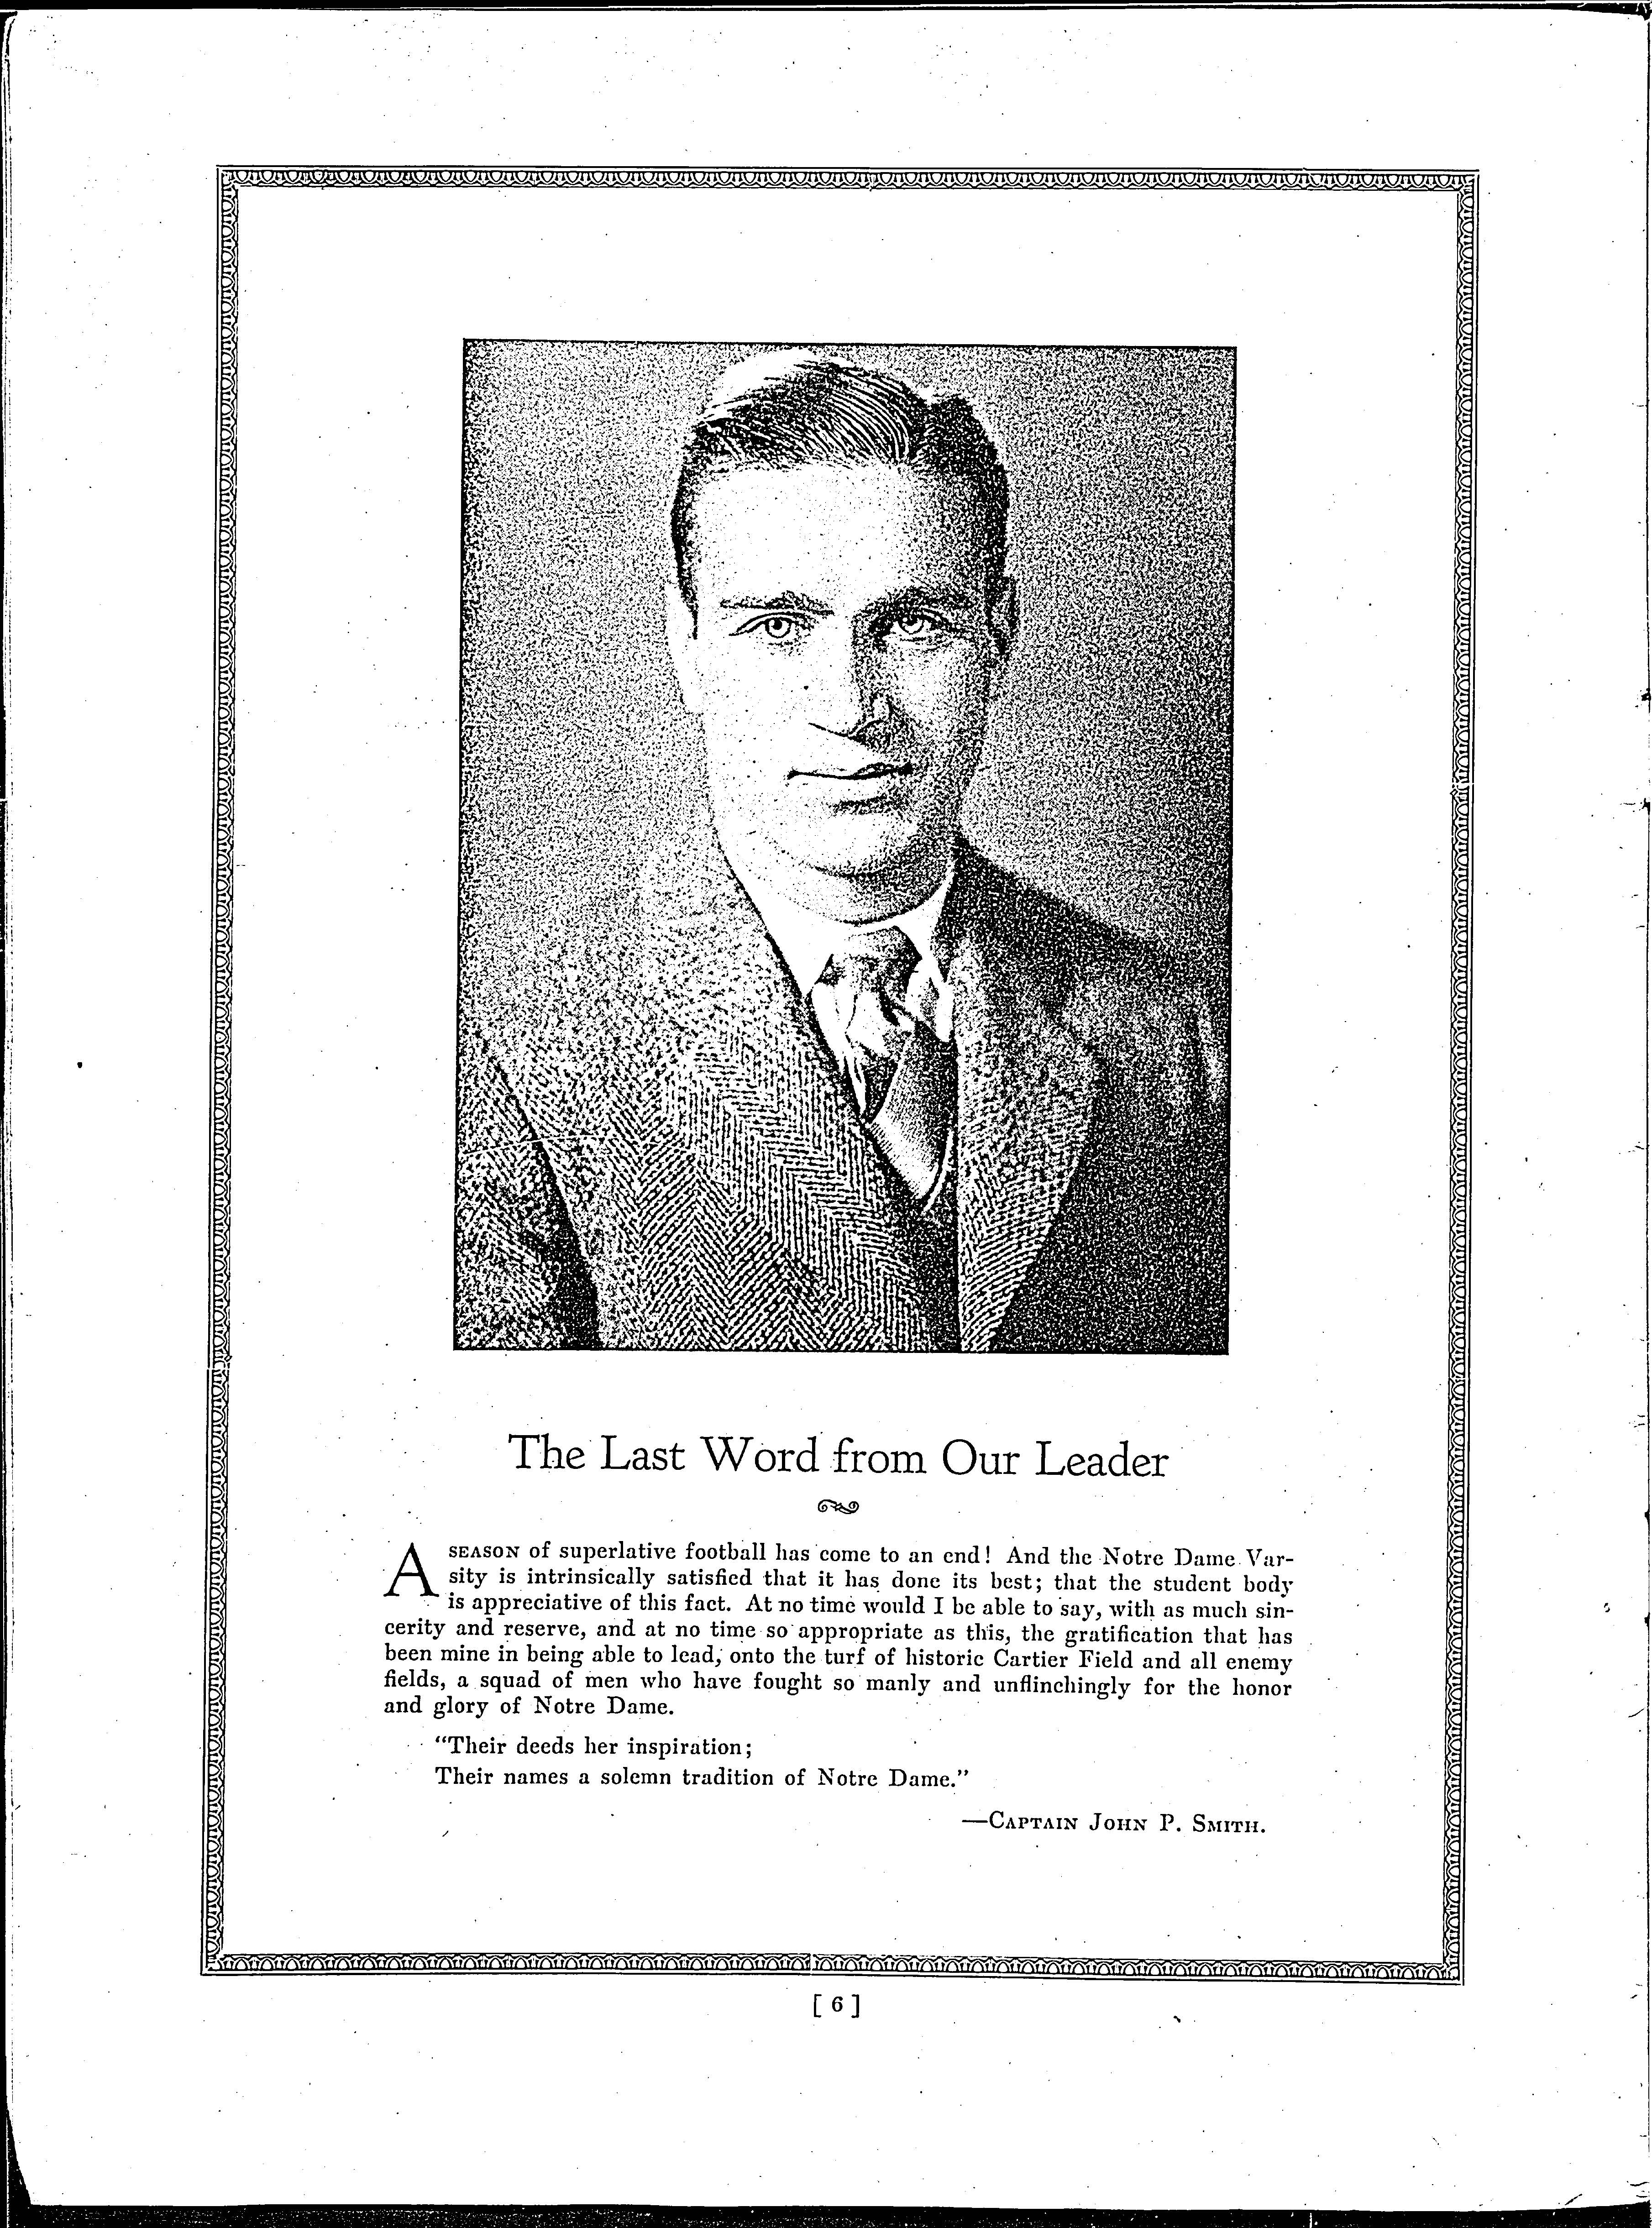 The Last Word from Our Leader
A SEASON of superlative football has come to an end! And the Notre Dame Var-
sity is intrinsically satisfied that it has done its best; that the student body
is appreciative of this fact. At no time would I be able to say, with as much sin-
cerity and reserve, and at no time so appropriate as this, the gratification that has
been mine in being able to lead, onto the turf of historic Cartier Field and all enemy
fields, a squad of men who have fought so manly and unflinchingly for the honor
and glory of Notre Dame.
"Their deeds her inspiration;
Their names a solemn tradition of Notre Dame."
—CAPTAIN JOHN P. SMITH.
[ 6 ]